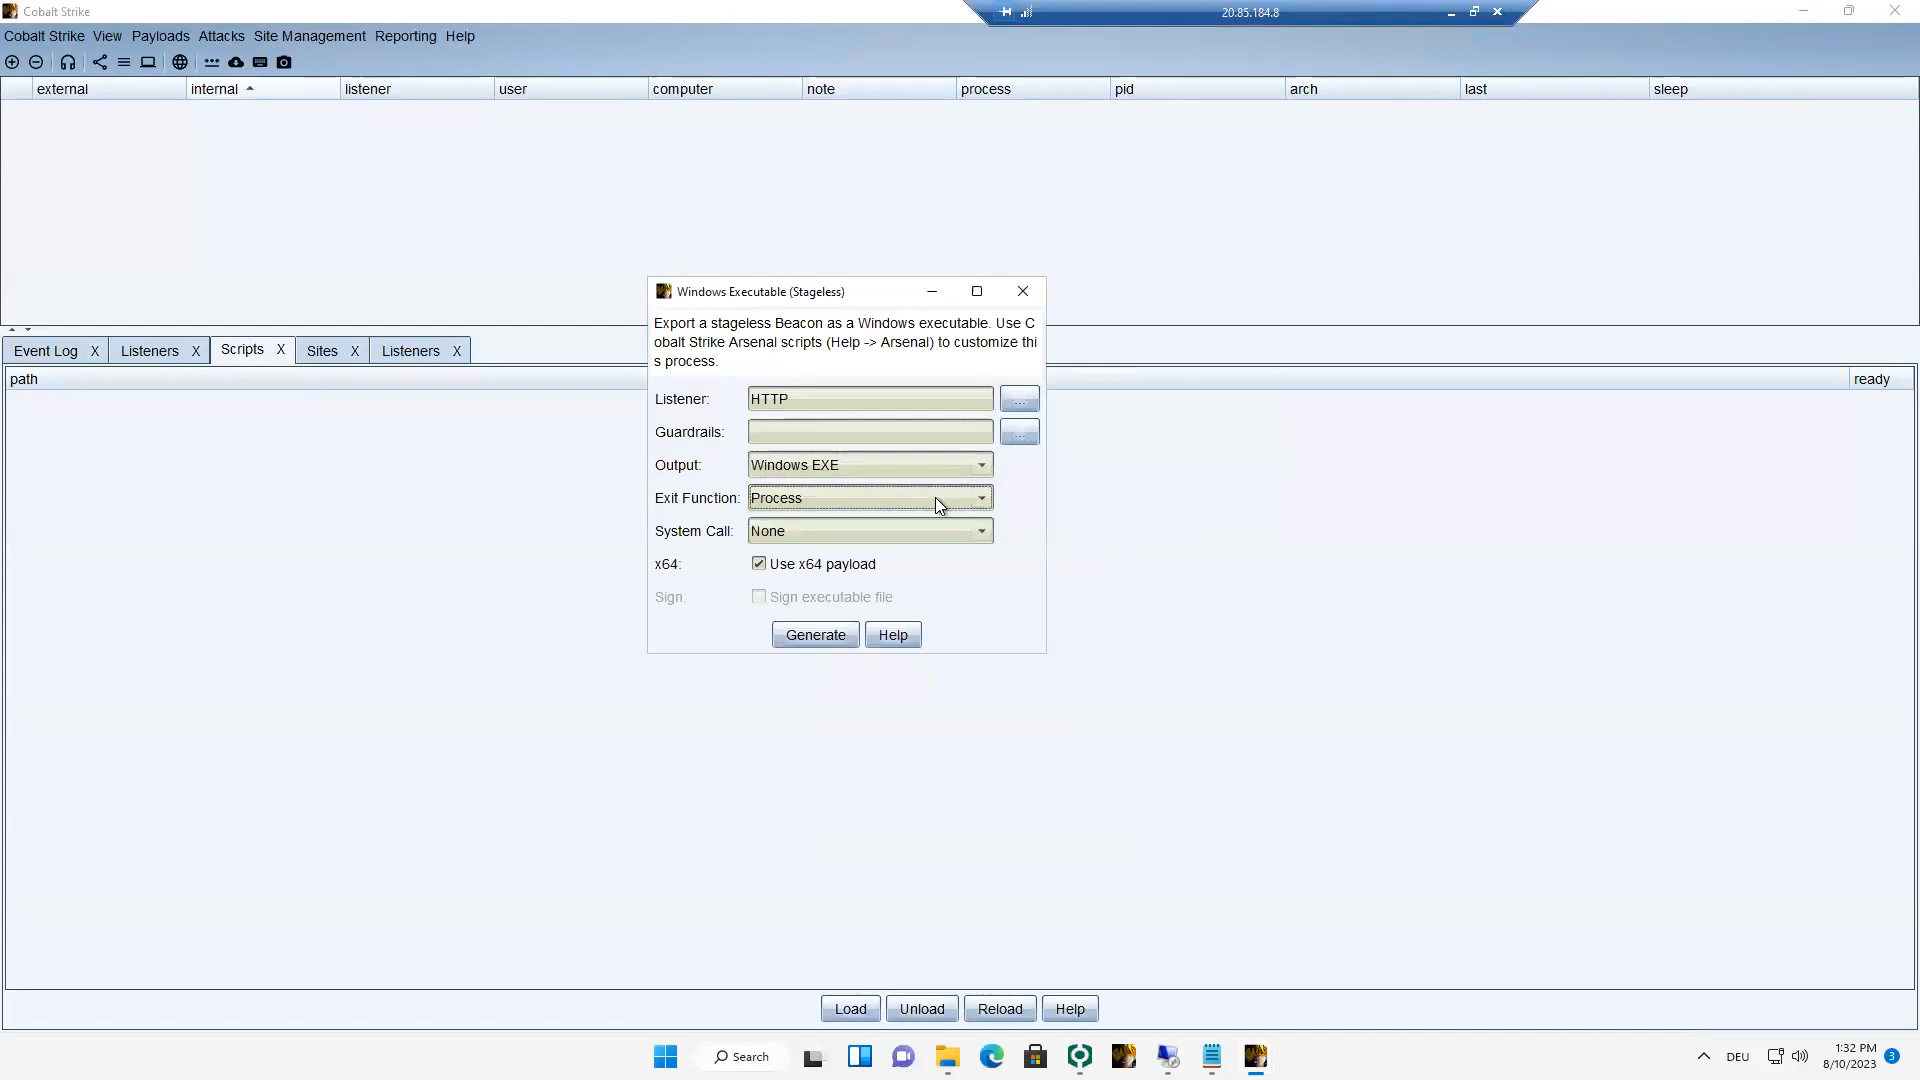 Cobalt Strike
20.85.184.8
Cobalt Strike View Payloads Attacks Site Management Reporting Help
external internal listener user computer note process pid arch last sleep
Windows Executable (Stageless)
Export a stageless Beacon as a Windows executable. Use C
obalt Strike Arsenal scripts (Help -> Arsenal) to customize thi
s process.
Listener: HTTP ...
Guardrails: ...
Output: Windows EXE
Exit Function: Process
System Call: None
x64: Use x64 payload
Sign: Sign executable file
Generate Help
Event Log X Listeners X Scripts X Sites X Listeners X
path ready
Load Unload Reload Help
Search
DEU
1:32 PM
8/10/2023
3